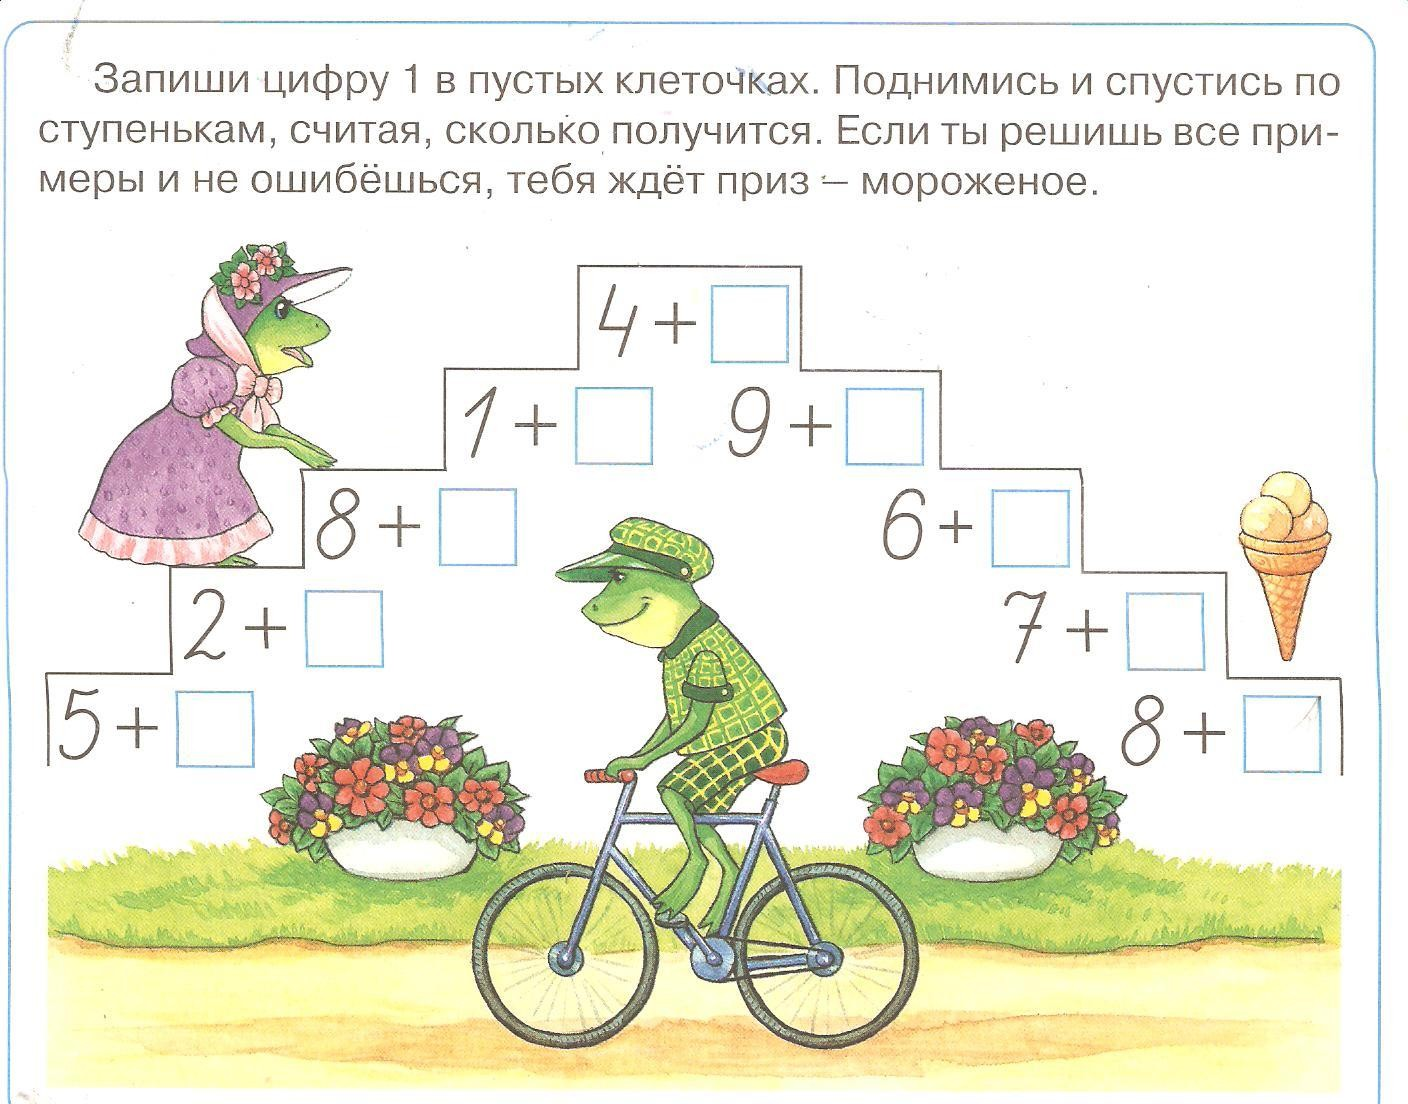 Запиши цифру 1 в пустых клеточках. Поднимись и спустись по
ступенькам, считая, сколько получится. Если ты решишь все при-
меры и не ошибёшься, тебя ждёт приз – мороженое.
4 +
1 + 9 +
8 + 6 +
2 + 7 +
5 + 8 +